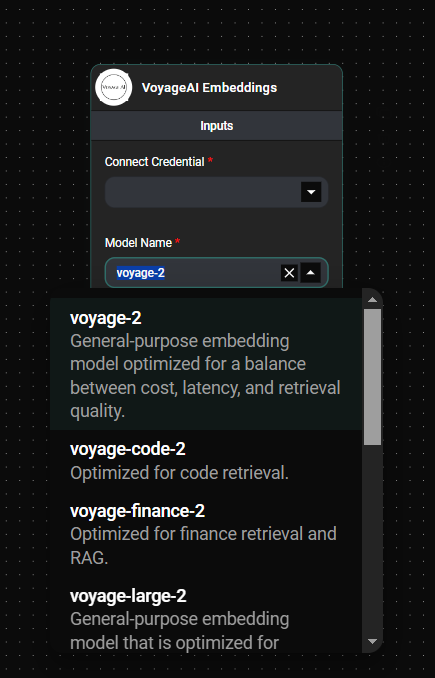 VOYAGE AI
VoyageAI Embeddings
Inputs
Connect Credential *
Model Name *
voyage-2
voyage-2
General-purpose embedding
model optimized for a balance
between cost, latency, and retrieval
quality.
voyage-code-2
Optimized for code retrieval.
voyage-finance-2
Optimized for finance retrieval and
RAG.
voyage-large-2
General-purpose embedding
model that is optimized for